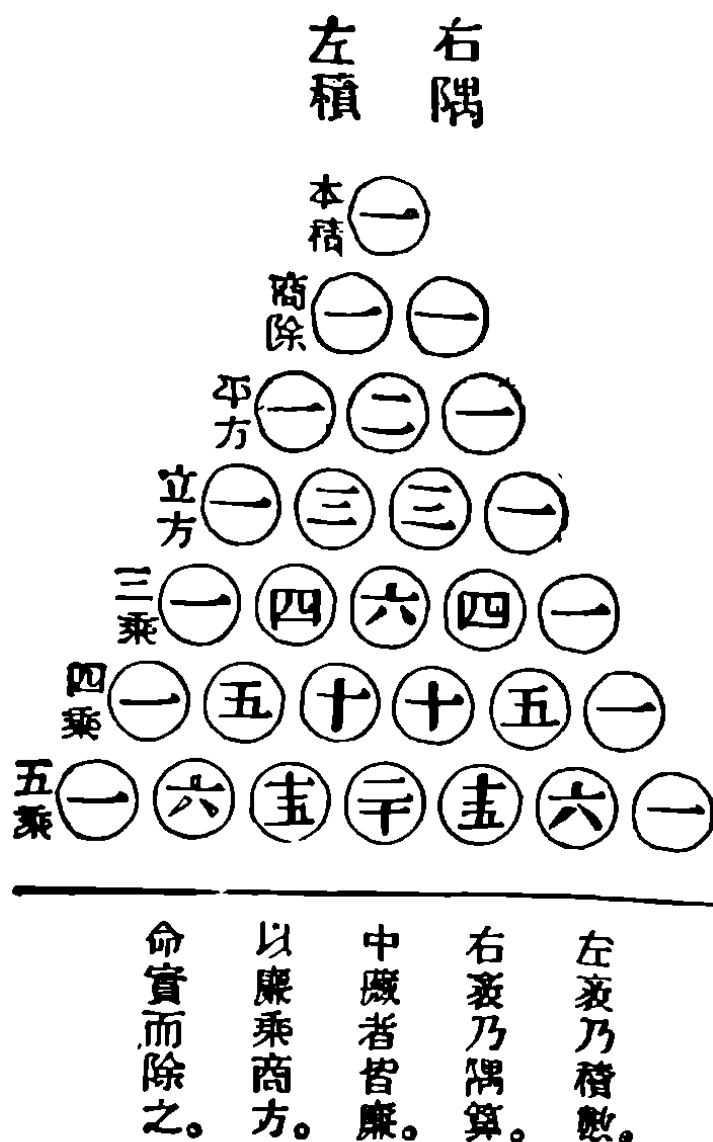 左積
右隅
本積 一
商除 一 一
平方 一 二 一
立方 一 三 三 一
三乘 一 四 六 四 一
四乘 一 五 十 十 五 一
五乘 一 六 十五 二十 十五 六 一
左袤乃積數。
右袤乃隅算。
中藏者皆廉。
以廉乘商方。
命實而除之。